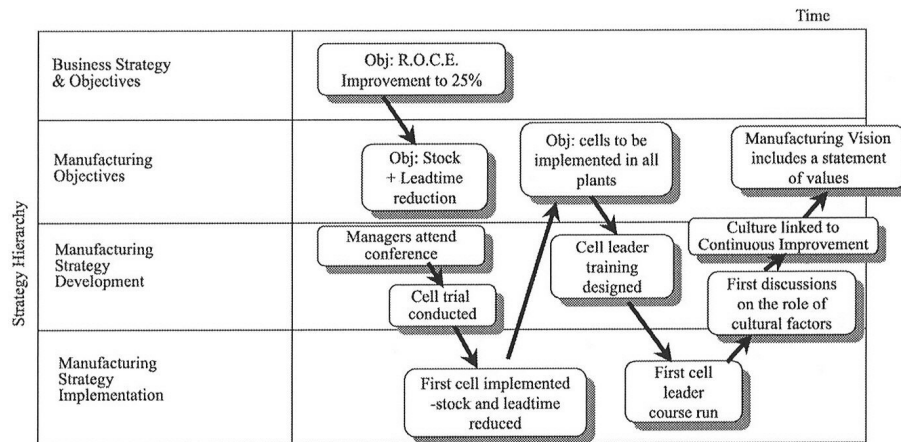 Time
Strategy Hierarchy
Business Strategy
& Objectives
Obj: R.O.C.E.
Improvement to 25%
Manufacturing
Objectives
Obj: Stock
+ Leadtime
reduction
Obj: cells to be
implemented in all
plants
Manufacturing Vision
includes a statement
of values
Manufacturing
Strategy
Development
Managers attend
conference
Cell trial
conducted
Cell leader
training
designed
Culture linked to
Continuous Improvement
First discussions
on the role of
cultural factors
Manufacturing
Strategy
Implementation
First cell implemented
-stock and leadtime
reduced
First cell
leader
course run